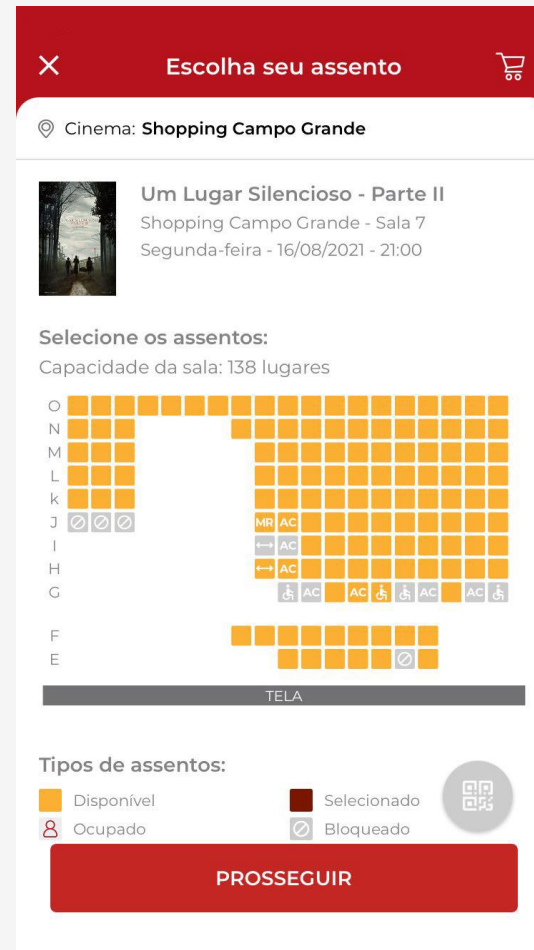 Escolha seu assento
Cinema: Shopping Campo Grande
Um Lugar Silencioso - Parte II
Shopping Campo Grande - Sala 7
Segunda-feira - 16/08/2021 - 21:00
Selecione os assentos:
Capacidade da sala: 138 lugares
O
N
M
L
k
J MR AC
I AC
H AC
G AC AC AC AC
F
E
TELA
Tipos de assentos:
Disponível Selecionado
Ocupado Bloqueado
PROSSEGUIR